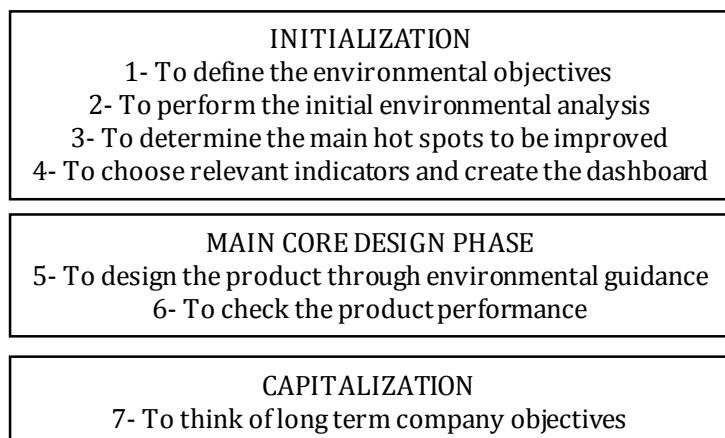 INITIALIZATION
1- To define the environmental objectives
2- To perform the initial environmental analysis
3- To determine the main hot spots to be improved
4- To choose relevant indicators and create the dashboard
MAIN CORE DESIGN PHASE
5- To design the product through environmental guidance
6- To check the product performance
CAPITALIZATION
7- To think of long term company objectives